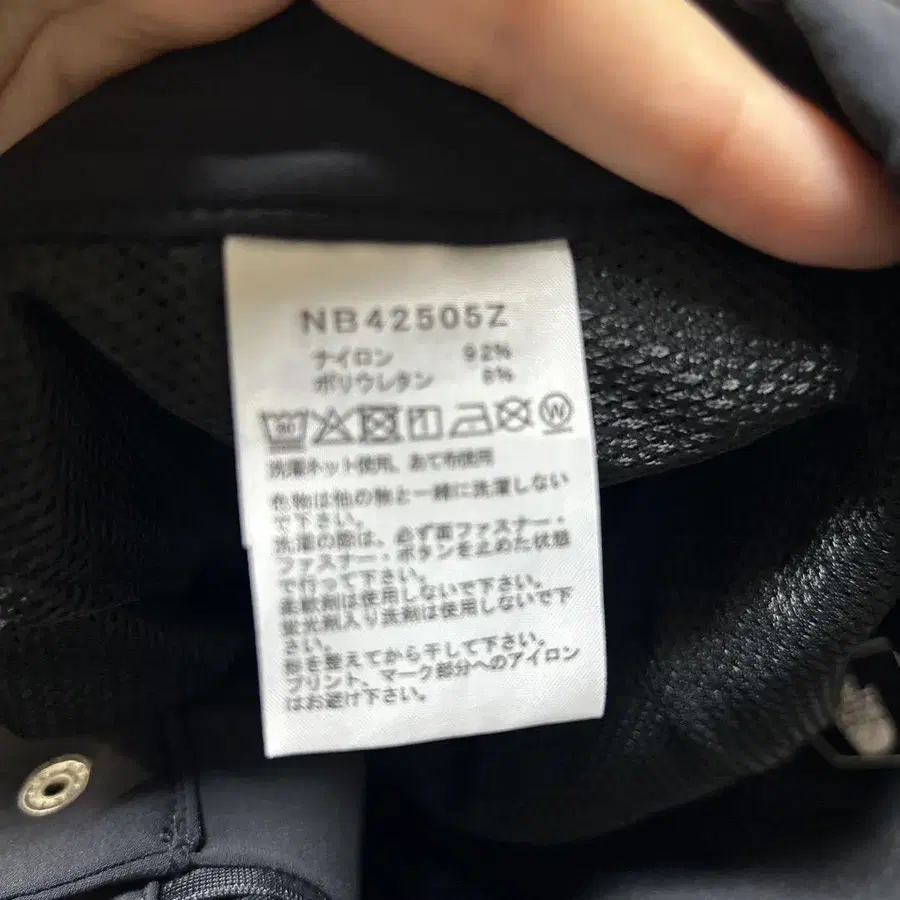 NB42505Z
ナイロン 92%
ポリウレタン 8%
洗濯ネット使用、あて布使用
色物は他の物と一緒に洗濯しない
で下さい。
洗濯の際は、必ず面ファスナー・
ファスナー・ボタンを止めた状態
で行って下さい。
柔軟剤は使用しないで下さい。
蛍光剤入り洗剤は使用しないで下
さい。
形を整えてから干して下さい。
プリント、マーク部分へのアイロン
はお避け下さい。